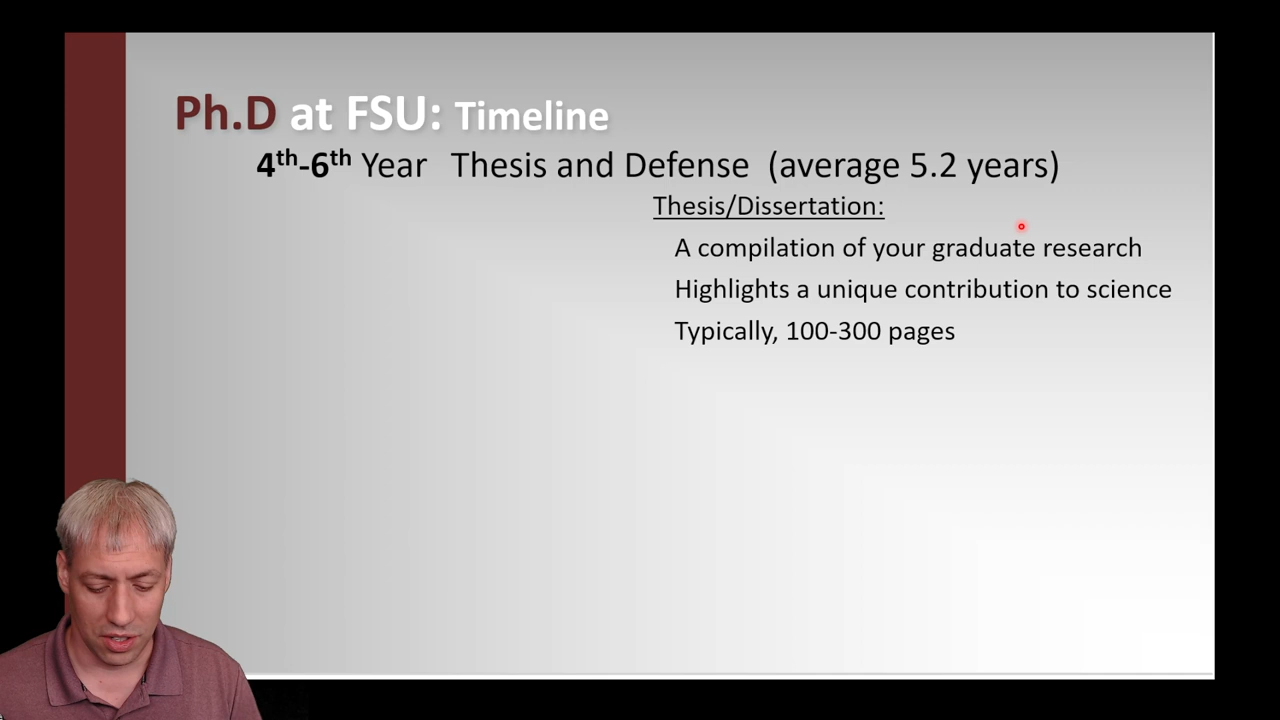 Ph.D at FSU: Timeline
4th-6th Year Thesis and Defense (average 5.2 years)
Thesis/Dissertation:
A compilation of your graduate research
Highlights a unique contribution to science
Typically, 100-300 pages